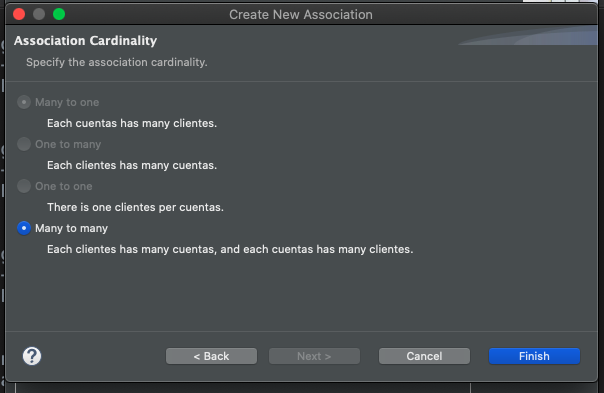 Create New Association
Association Cardinality
Specify the association cardinality.
Many to one
Each cuentas has many clientes.
One to many
Each clientes has many cuentas.
One to one
There is one clientes per cuentas.
Many to many
Each clientes has many cuentas, and each cuentas has many clientes.
? < Back Next > Cancel Finish